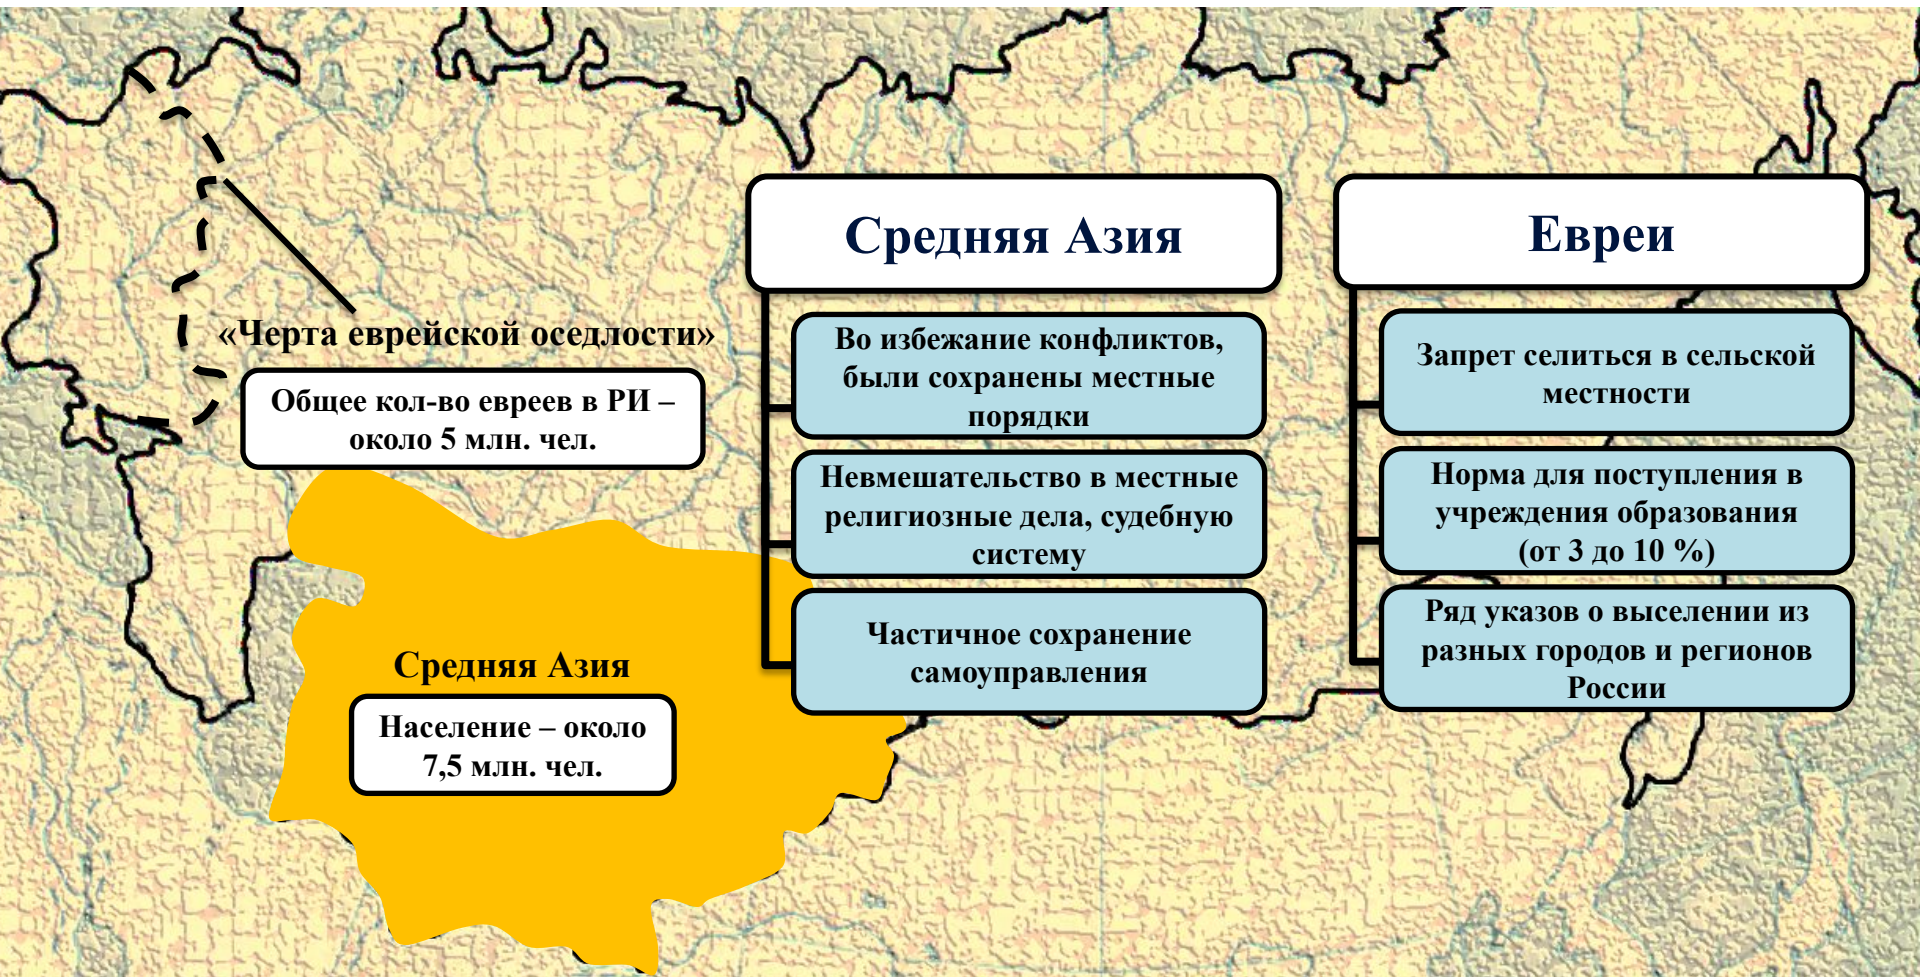 «Черта еврейской оседлости»
Общее кол-во евреев в РИ –
около 5 млн. чел.
Средняя Азия
Население – около
7,5 млн. чел.
Средняя Азия
Во избежание конфликтов,
были сохранены местные
порядки
Невмешательство в местные
религиозные дела, судебную
систему
Частичное сохранение
самоуправления
Евреи
Запрет селиться в сельской
местности
Норма для поступления в
учреждения образования
(от 3 до 10 %)
Ряд указов о выселении из
разных городов и регионов
России